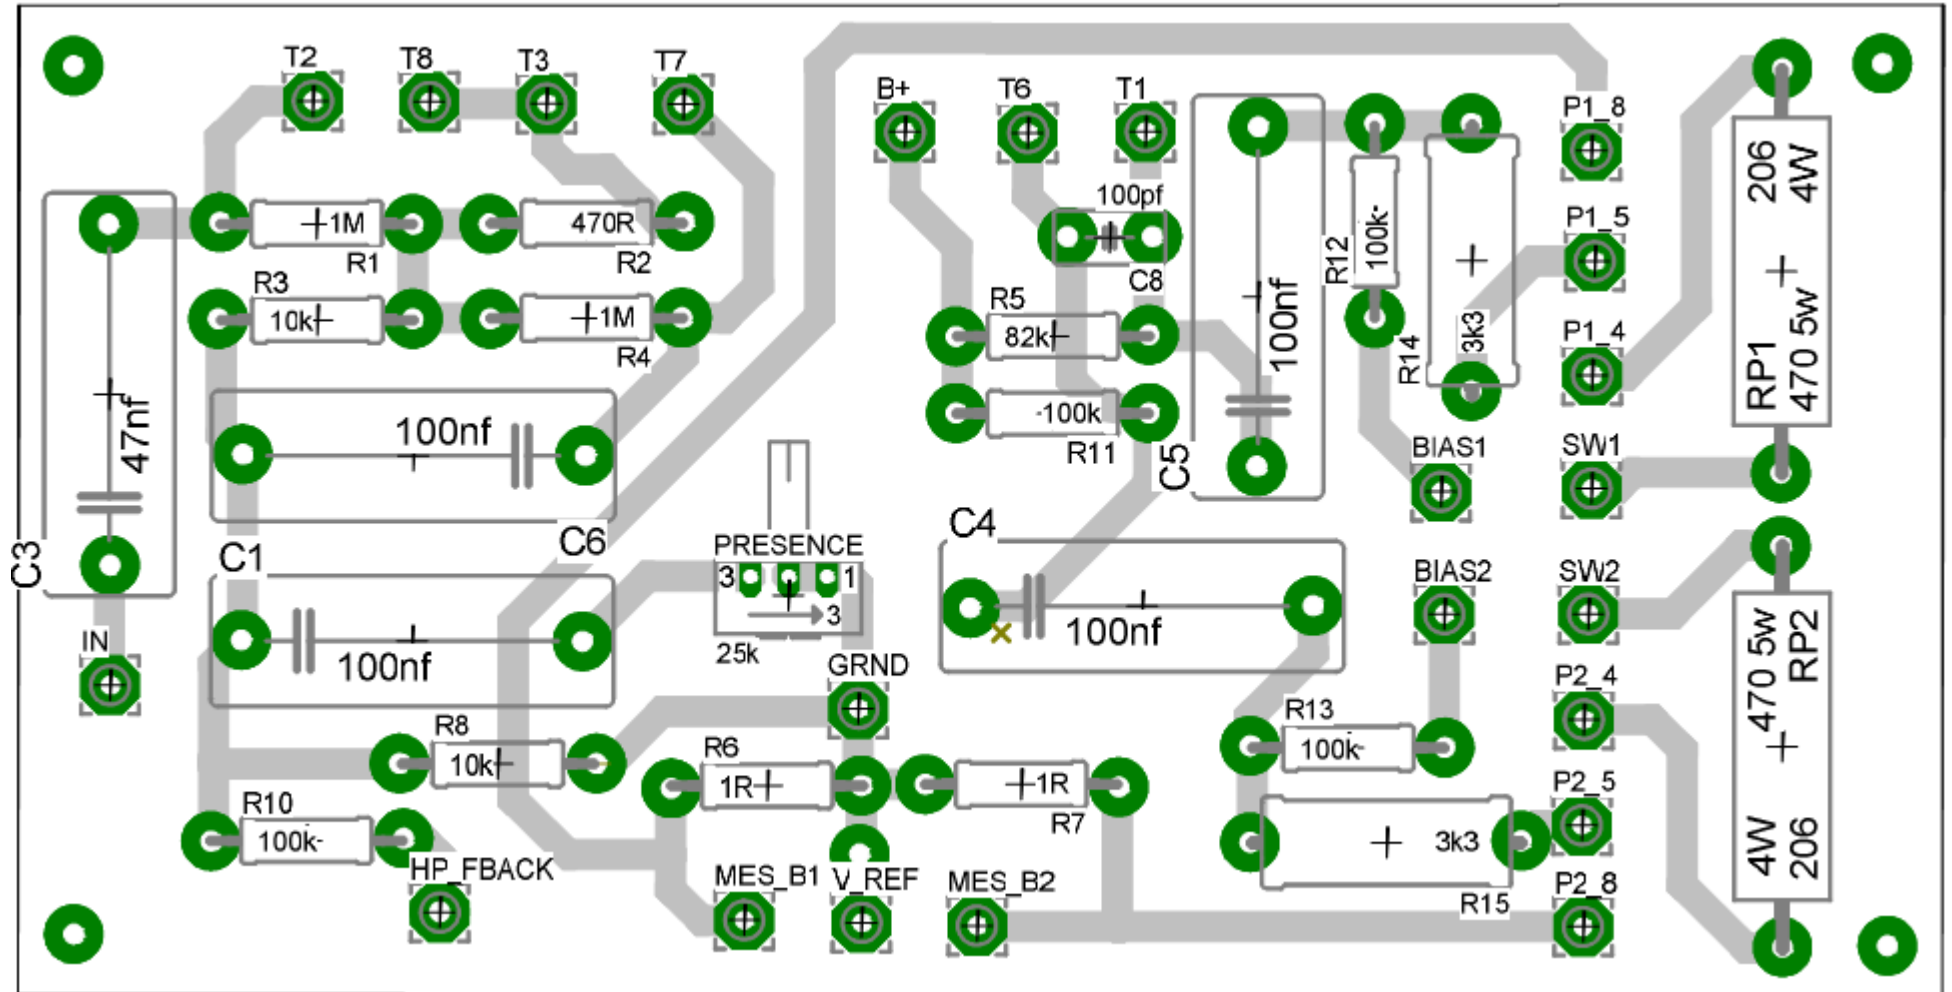 T2
T8
T3
T7
B+
T6
T1
P1_8
206
4W
100pf
1M
470R
R1
R2
R12
100k
P1_5
R3
10k
C8
R5
1M
R4
82k
100nf
3k3
R14
P1_4
RP1
470 5w
47nf
100nf
-100k
R11
C5
BIAS1
SW1
C3
C1
C6
PRESENCE
C4
3
1
3
BIAS2
SW2
IN
100nf
25k
GRND
100nf
470 5w
RP2
P2_4
R8
10k
R6
1R
1R
R7
R13
100k
P2_5
R10
100k
3k3
R15
4W
206
HP_FBACK
MES_B1
V_REF
MES_B2
P2_8